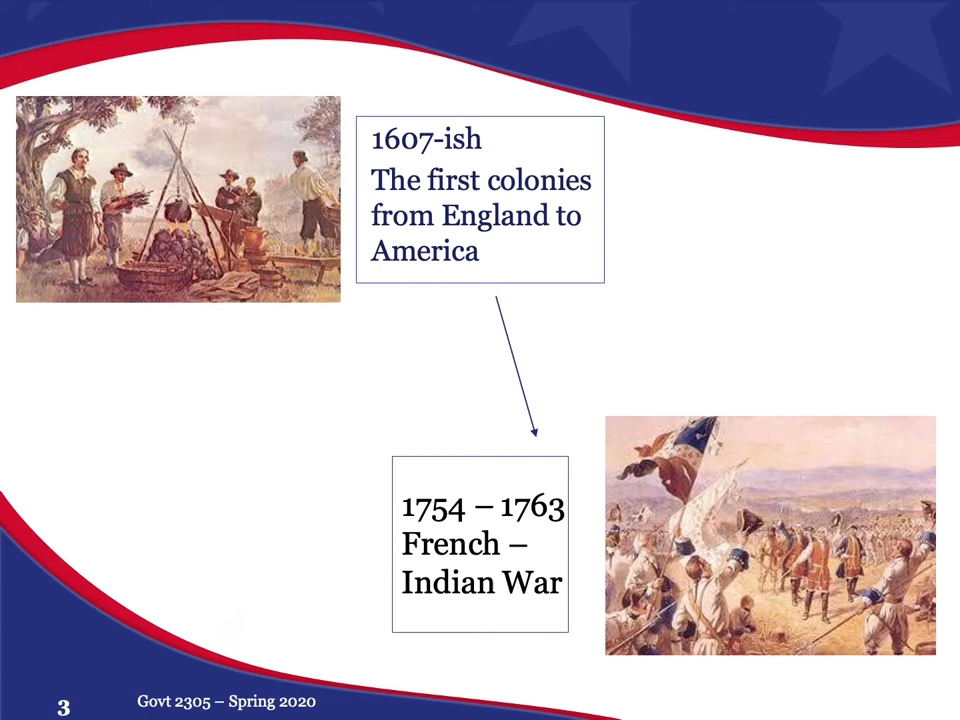 1607-ish
The first colonies
from England to
America
1754 – 1763
French –
Indian War
3
Govt 2305 – Spring 2020